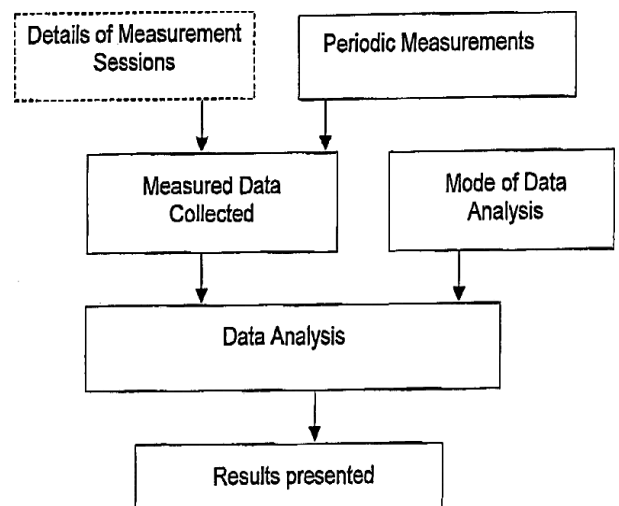 Details of Measurement
Sessions
Periodic Measurements
Measured Data
Collected
Mode of Data
Analysis
Data Analysis
Results presented